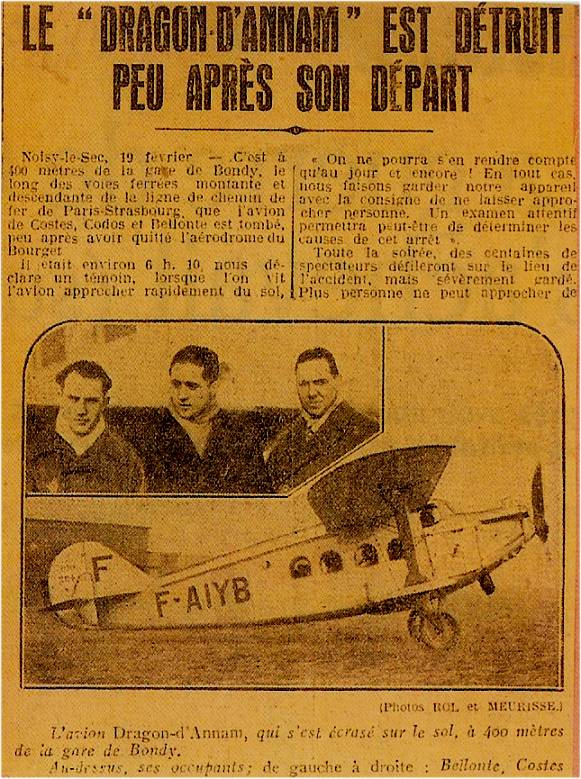 LE "DRAGON-D'ANNAM" EST DÉTRUIT
PEU APRÈS SON DÉPART
Noisy-le-Sec, 19 février — C'est à
400 mètres de la gare de Bondy, le
long des voies ferrées montante et
descendante de la ligne de chemin de
fer de Paris-Strasbourg, que l'avion
de Costes, Codos et Bellonte est tombé,
peu après avoir quitté l'aérodrome du
Bourget
Il était environ 6 h. 10, nous dé-
clare un témoin, lorsque l'on vit
l'avion approcher rapidement du sol,
« On ne pourra s'en rendre compte
qu'au jour et encore ! En tout cas,
nous faisons garder notre appareil
avec la consigne de ne laisser appro-
cher personne. Un examen attentif
permettra peut-être de déterminer les
causes de cet arrêt ».
Toute la soirée, des centaines de
spectateurs défilèrent sur le lieu de
l'accident, mais sévèrement gardé.
Plus personne ne peut approcher de
F
F-AIYB
(Photos ROL et MEURISSE.)
L'avion Dragon-d'Annam, qui s'est écrasé sur le sol, à 400 mètres
de la gare de Bondy.
Au-dessus, ses occupants; de gauche à droite : Bellonte, Costes